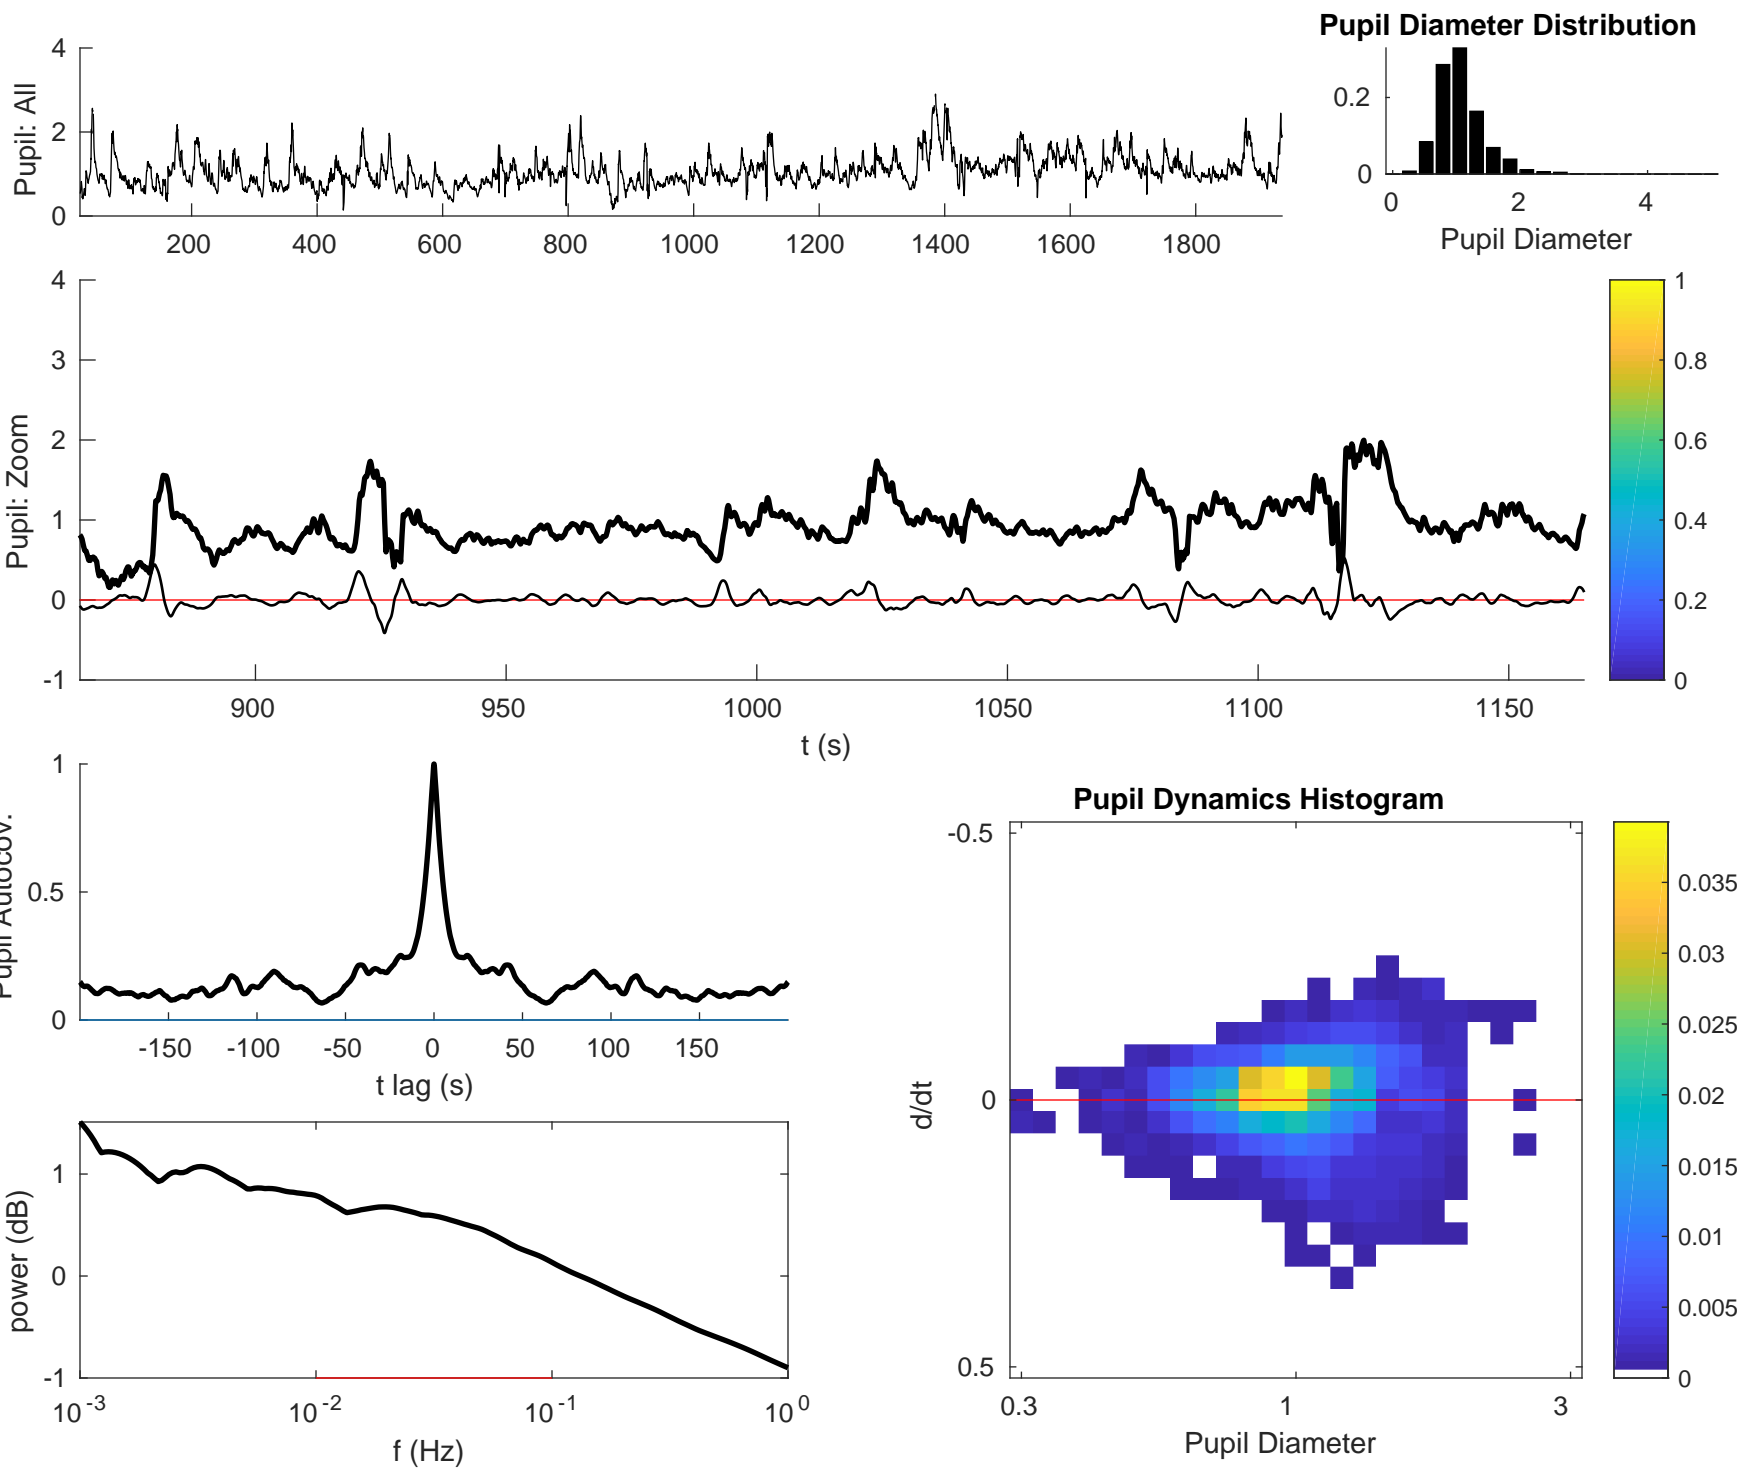 Pupil Diameter Distribution
Pupil: All
4
2
0
200 400 600 800 1000 1200 1400 1600 1800
0.2
0
0 2 4
Pupil Diameter
Pupil: Zoom
4
3
2
1
0
-1
900 950 1000 1050 1100 1150
t (s)
1
0.8
0.6
0.4
0.2
0
Pupil Autocov.
1
0.5
0
-150 -100 -50 0 50 100 150
t lag (s)
power (dB)
1
0
-1
10-3 10-2 10-1 100
f (Hz)
Pupil Dynamics Histogram
d/dt
-0.5
0
0.5
0.3 1 3
Pupil Diameter
0.035
0.03
0.025
0.02
0.015
0.01
0.005
0